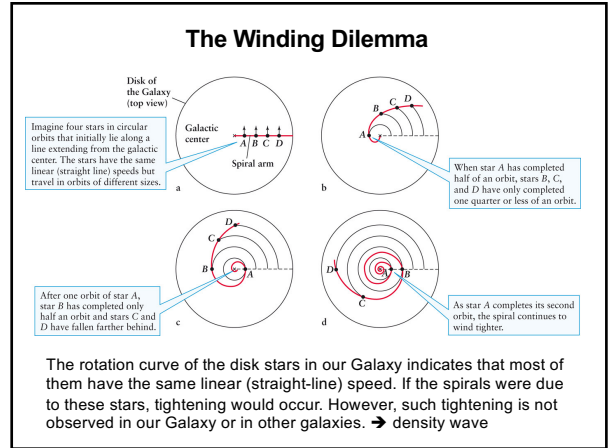 The Winding Dilemma
Disk of
the Galaxy
(top view)
Imagine four stars in circular
orbits that initially lie along a
line extending from the galactic
center. The stars have the same
linear (straight line) speeds but
travel in orbits of different sizes.
Galactic
center
A B C D
Spiral arm
a
D
C
B
A
b
When star A has completed
half of an orbit, stars B, C,
and D have only completed
one quarter or less of an orbit.
D
C
B
A
After one orbit of star A,
star B has completed only
half an orbit and stars C and
D have fallen farther behind.
c
D
A
B
C
As star A completes its second
orbit, the spiral continues to
wind tighter.
d
The rotation curve of the disk stars in our Galaxy indicates that most of
them have the same linear (straight-line) speed. If the spirals were due
to these stars, tightening would occur. However, such tightening is not
observed in our Galaxy or in other galaxies. ➔ density wave